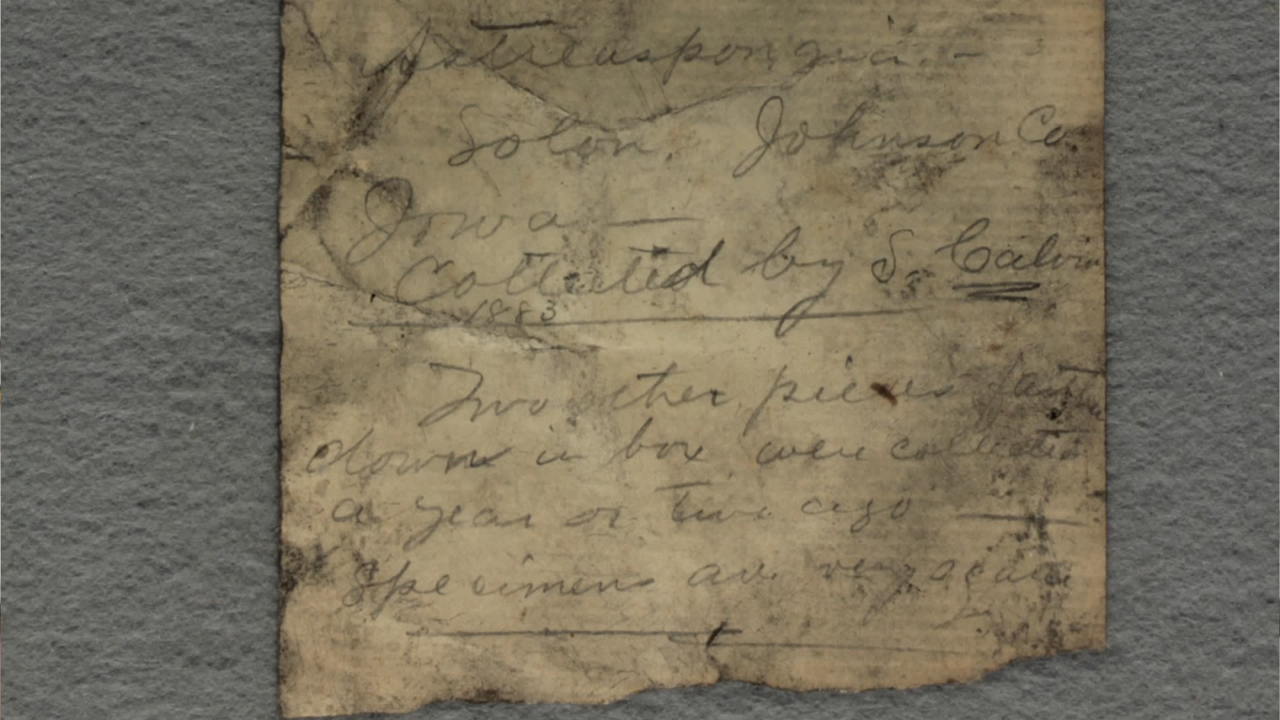 Astreaspongia. -
Solon, Johnson Co.
Iowa —
Collected by S. Calvin
1883
Two other pieces
down in box were collected
a year or two ago —
Specimens are very scarce